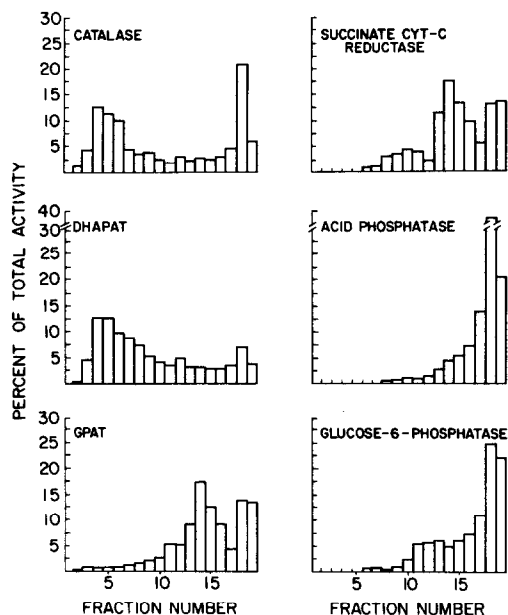 PERCENT OF TOTAL ACTIVITY
30
25
20
15
10
5
CATALASE
SUCCINATE CYT-C
REDUCTASE
40
30
25
20
15
10
5
DHAPAT
ACID PHOSPHATASE
30
25
20
15
10
5
GPAT
GLUCOSE-6-PHOSPHATASE
5 10 15
5 10 15
FRACTION NUMBER
FRACTION NUMBER